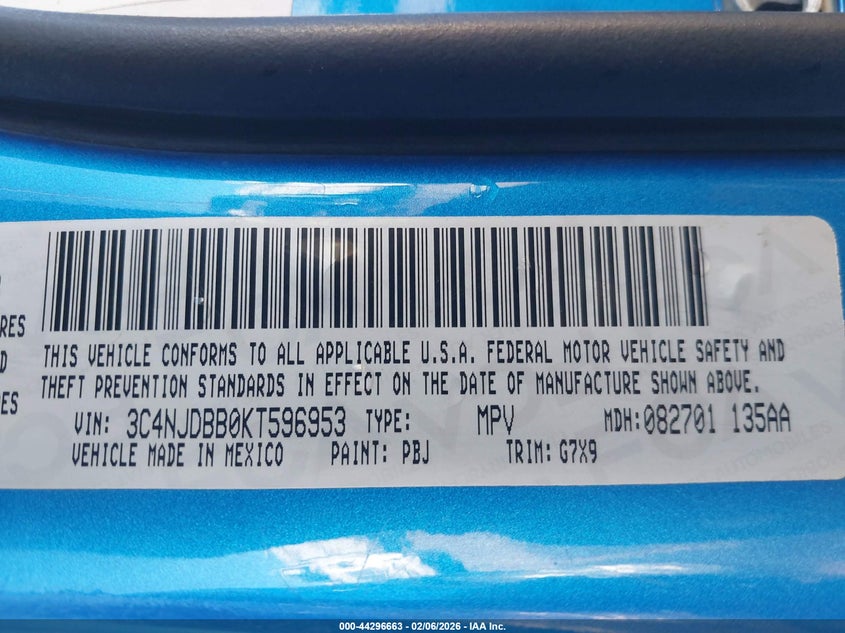 RES
D
ES
THIS VEHICLE CONFORMS TO ALL APPLICABLE U.S.A. FEDERAL MOTOR VEHICLE SAFETY AND
THEFT PREVENTION STANDARDS IN EFFECT ON THE DATE OF MANUFACTURE SHOWN ABOVE.
VIN: 3C4NJDBB0KT596953 TYPE: MPV MDH:082701 135AA
VEHICLE MADE IN MEXICO PAINT: PBJ TRIM: G7X9
000-44296663 - 02/06/2026 - IAA Inc.